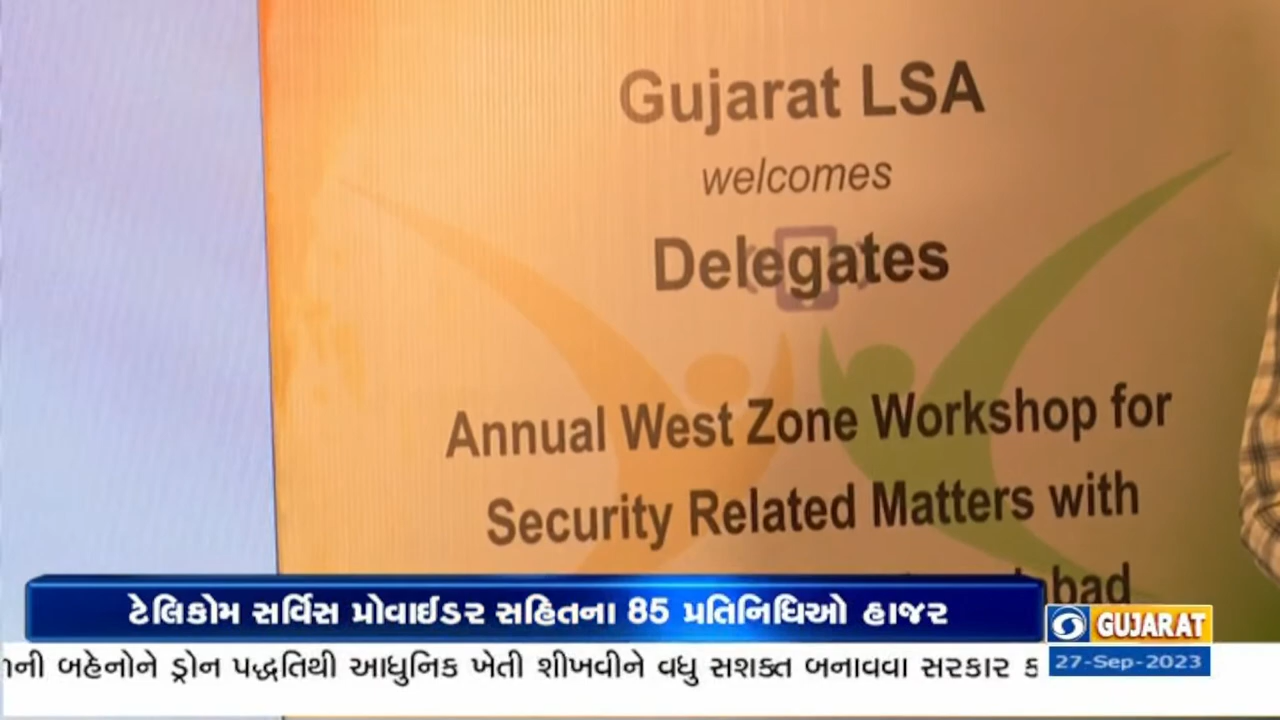 Gujarat LSA
welcomes
Delegates
Annual West Zone Workshop for
Security Related Matters with
ટેલિકોમ સર્વિસ પ્રોવાઈડર સહિતના 85 પ્રતિનિધિઓ હાજર
GUJARAT
બહેનોને ડ્રોન પદ્ધતિથી આધુનિક ખેતી શીખવીને વધુ સશક્ત બનાવવા સરકાર
27-Sep-2023